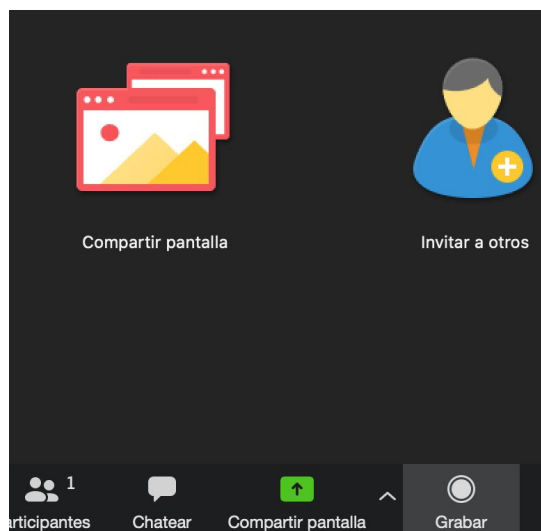 Compartir pantalla
Invitar a otros
1
articipantes
Chatear
Compartir pantalla
Grabar